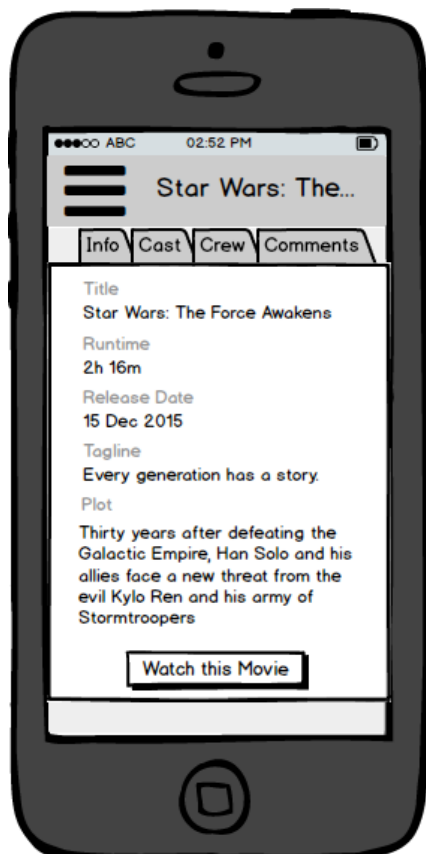 ABC 02:52 PM
Star Wars: The...
Info Cast Crew Comments
Title
Star Wars: The Force Awakens
Runtime
2h 16m
Release Date
15 Dec 2015
Tagline
Every generation has a story.
Plot
Thirty years after defeating the
Galactic Empire, Han Solo and his
allies face a new threat from the
evil Kylo Ren and his army of
Stormtroopers
Watch this Movie